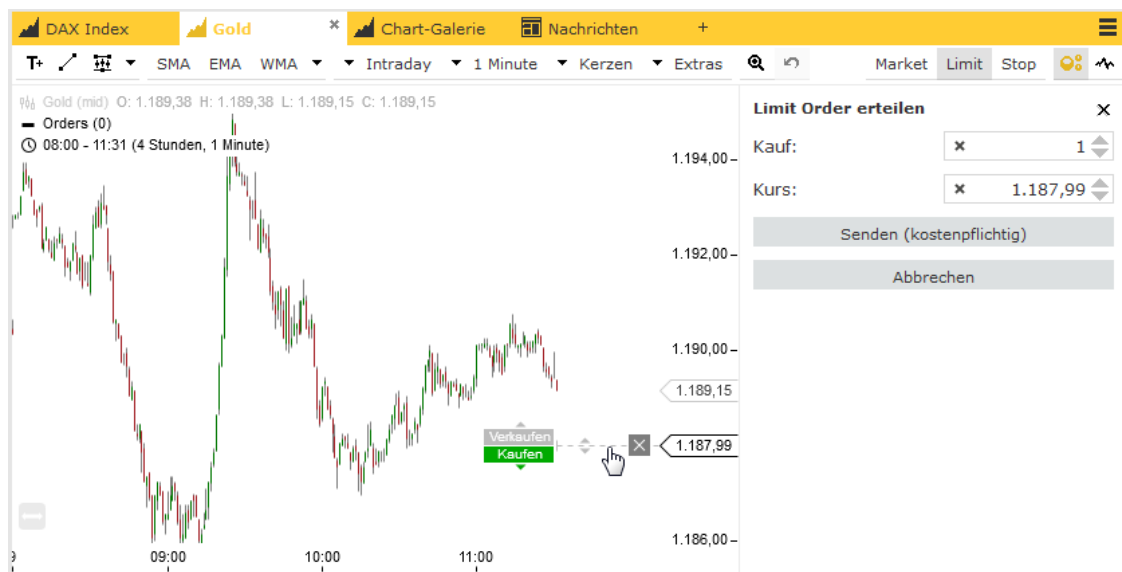 DAX Index Gold × Chart-Galerie Nachrichten +
T+ SMA EMA WMA Intraday 1 Minute Kerzen Extras Market Limit Stop
Gold (mid) O: 1.189,38 H: 1.189,38 L: 1.189,15 C: 1.189,15
Orders (0)
08:00 - 11:31 (4 Stunden, 1 Minute)
1.194,00
1.192,00
1.190,00
1.189,15
Verkaufen
Kaufen
1.187,99
1.186,00
9 09:00 10:00 11:00
Limit Order erteilen ×
Kauf: × 1
Kurs: × 1.187,99
Senden (kostenpflichtig)
Abbrechen